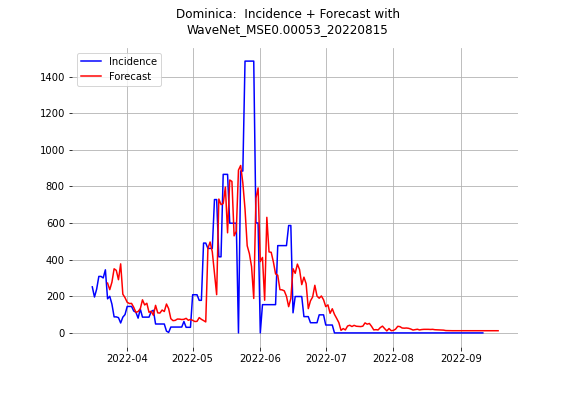 Dominica:  Incidence + Forecast with
WaveNet_MSE0.00053_20220815
Incidence
Forecast
1400
1200
1000
800
600
400
200
0
2022-04 2022-05 2022-06 2022-07 2022-08 2022-09